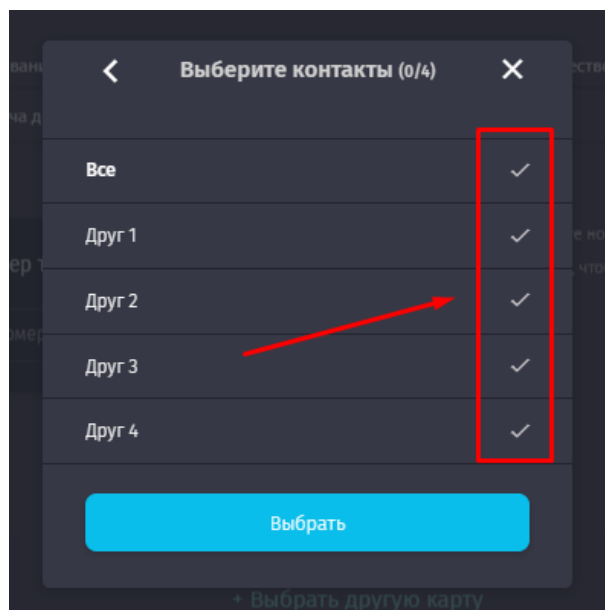 Выберите контакты (0/4)
Все
Друг 1
Друг 2
Друг 3
Друг 4
Выбрать
+ Выбрать другую карту